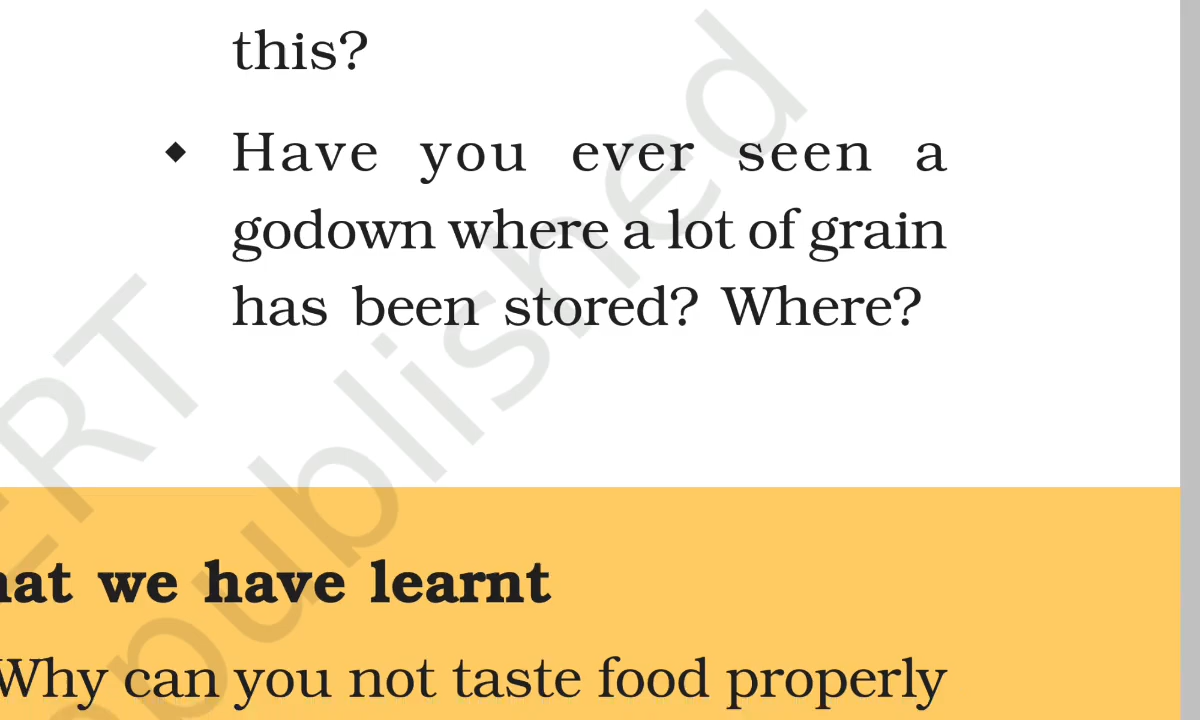 this?
◆ Have you ever seen a
godown where a lot of grain
has been stored? Where?
we have learnt
Why can you not taste food properly
published